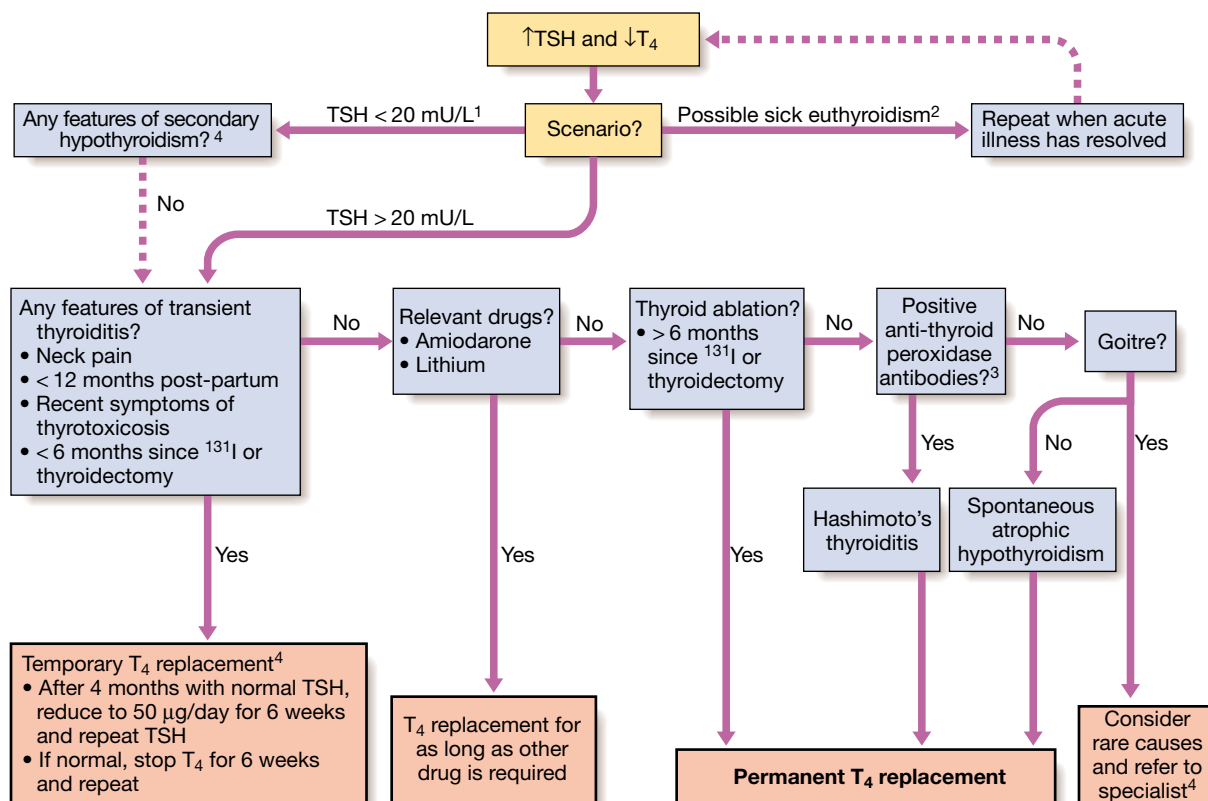 ↑TSH and ↓T₄
Scenario?
TSH < 20 mU/L¹
Any features of secondary
hypothyroidism? ⁴
Possible sick euthyroidism²
Repeat when acute
illness has resolved
No
TSH > 20 mU/L
Any features of transient
thyroiditis?
• Neck pain
• < 12 months post-partum
• Recent symptoms of
thyrotoxicosis
• < 6 months since ¹³¹I or
thyroidectomy
No
Relevant drugs?
• Amiodarone
• Lithium
No
Thyroid ablation?
• > 6 months
since ¹³¹I or
thyroidectomy
No
Positive
anti-thyroid
peroxidase
antibodies?³
No
Goitre?
Yes
No
Yes
Hashimoto's
thyroiditis
Spontaneous
atrophic
hypothyroidism
Yes
Yes
Yes
Temporary T₄ replacement⁴
• After 4 months with normal TSH,
reduce to 50 μg/day for 6 weeks
and repeat TSH
• If normal, stop T₄ for 6 weeks
and repeat
T₄ replacement for
as long as other
drug is required
Permanent T₄ replacement
Consider
rare causes
and refer to
specialist⁴